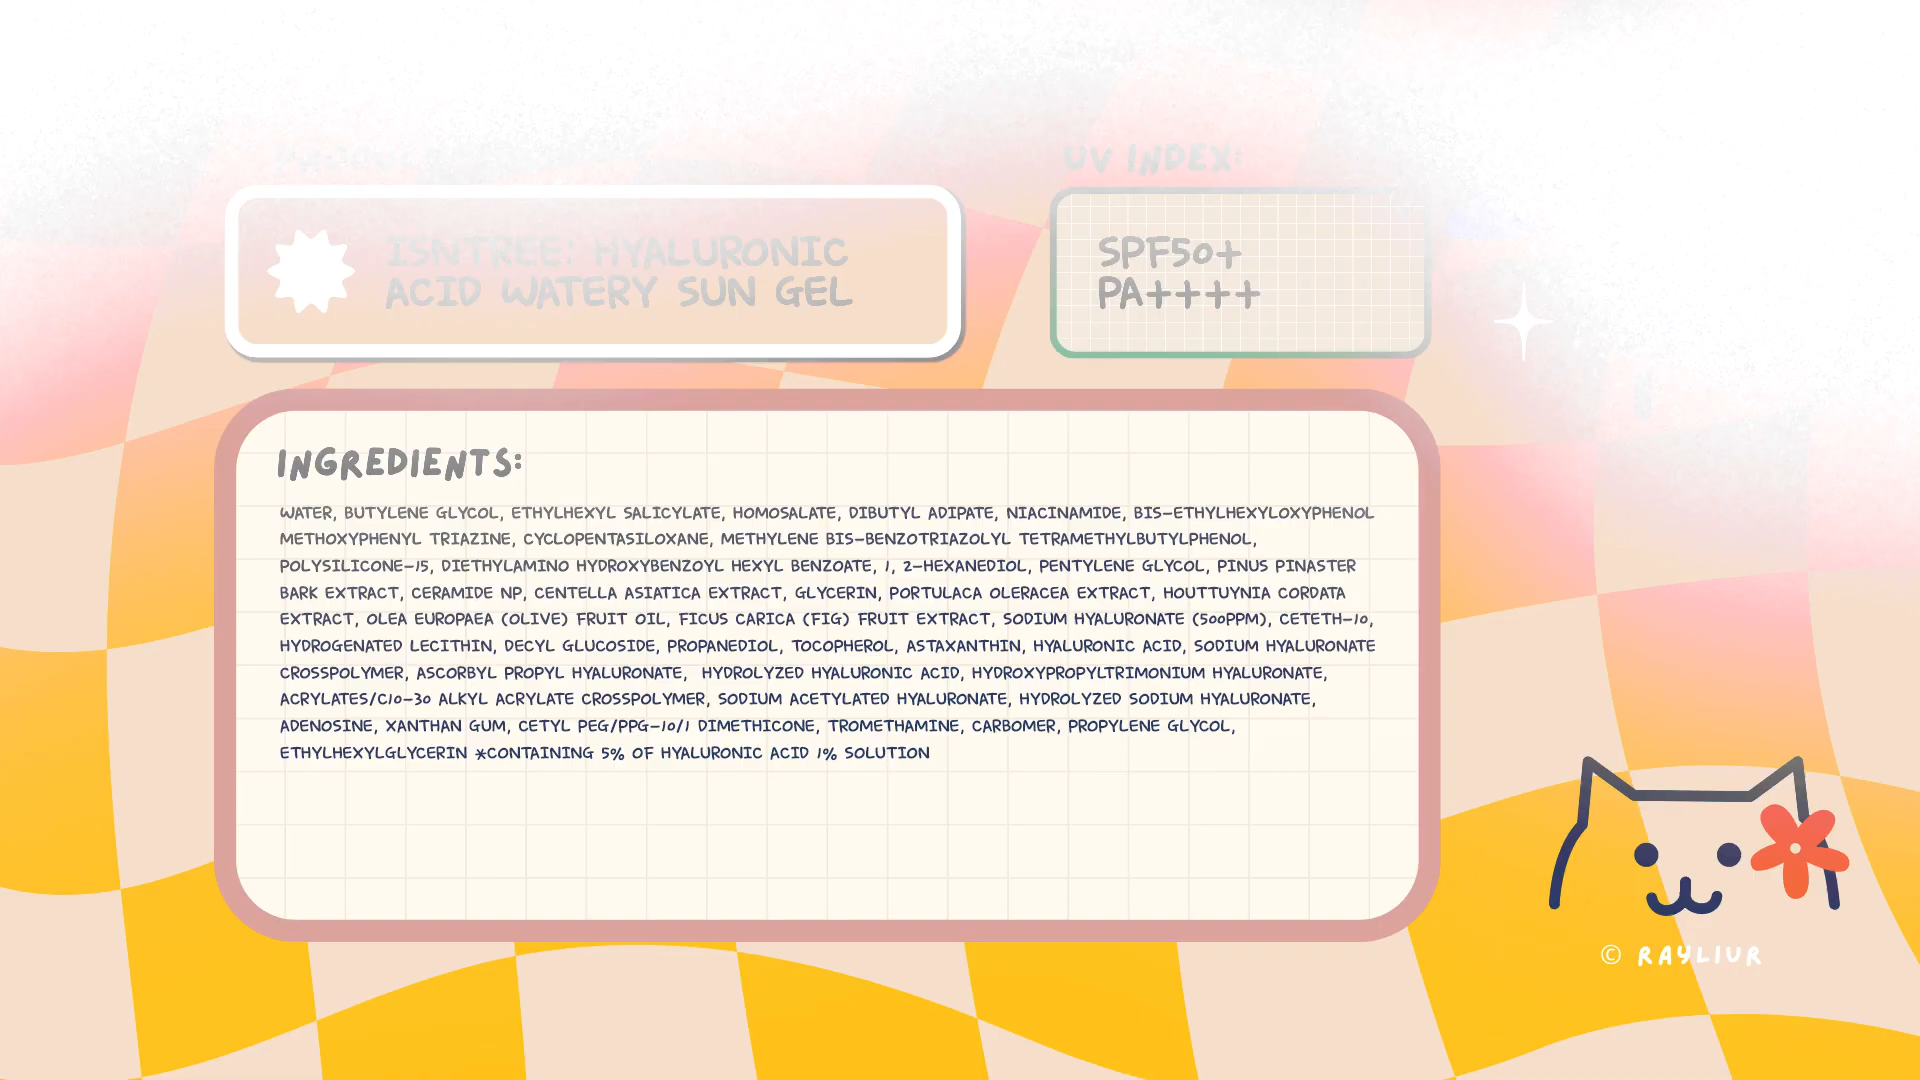 UV INDEX:
ISNTREE: HYALURONIC
ACID WATERY SUN GEL
SPF50+
PA++++
INGREDIENTS:
WATER, BUTYLENE GLYCOL, ETHYLHEXYL SALICYLATE, HOMOSALATE, DIBUTYL ADIPATE, NIACINAMIDE, BIS-ETHYLHEXYLOXYPHENOL
METHOXYPHENYL TRIAZINE, CYCLOPENTASILOXANE, METHYLENE BIS-BENZOTRIAZOLYL TETRAMETHYLBUTYLPHENOL,
POLYSILICONE-15, DIETHYLAMINO HYDROXYBENZOYL HEXYL BENZOATE, 1, 2-HEXANEDIOL, PENTYLENE GLYCOL, PINUS PINASTER
BARK EXTRACT, CERAMIDE NP, CENTELLA ASIATICA EXTRACT, GLYCERIN, PORTULACA OLERACEA EXTRACT, HOUTTUYNIA CORDATA
EXTRACT, OLEA EUROPAEA (OLIVE) FRUIT OIL, FICUS CARICA (FIG) FRUIT EXTRACT, SODIUM HYALURONATE (500PPM), CETETH-10,
HYDROGENATED LECITHIN, DECYL GLUCOSIDE, PROPANEDIOL, TOCOPHEROL, ASTAXANTHIN, HYALURONIC ACID, SODIUM HYALURONATE
CROSSPOLYMER, ASCORBYL PROPYL HYALURONATE, HYDROLYZED HYALURONIC ACID, HYDROXYPROPYLTRIMONIUM HYALURONATE,
ACRYLATES/C10-30 ALKYL ACRYLATE CROSSPOLYMER, SODIUM ACETYLATED HYALURONATE, HYDROLYZED SODIUM HYALURONATE,
ADENOSINE, XANTHAN GUM, CETYL PEG/PPG-10/1 DIMETHICONE, TROMETHAMINE, CARBOMER, PROPYLENE GLYCOL,
ETHYLHEXYLGLYCERIN *CONTAINING 5% OF HYALURONIC ACID 1% SOLUTION
© RAYLIUR